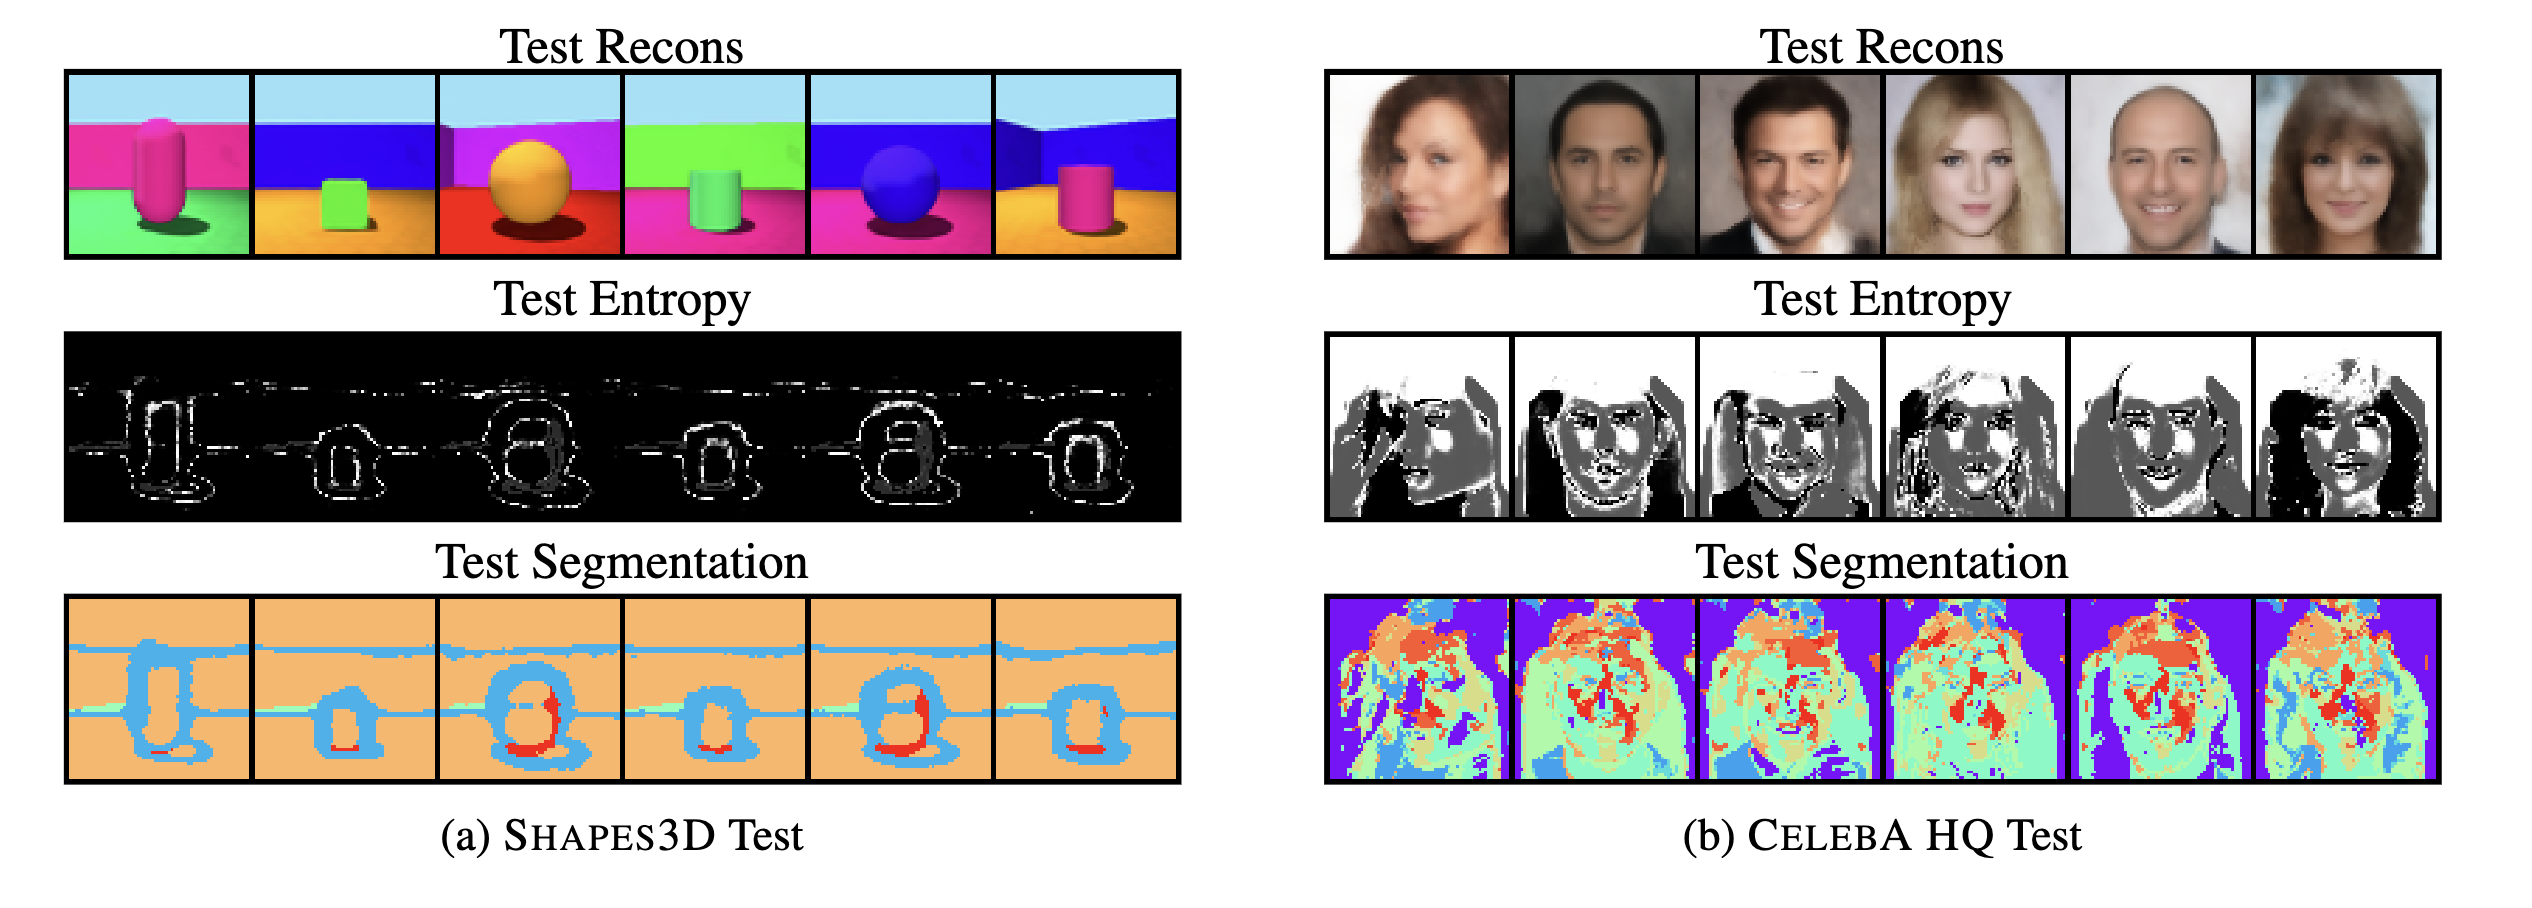 Test Recons
Test Entropy
Test Segmentation
(a) SHAPES3D Test
Test Recons
Test Entropy
Test Segmentation
(b) CELEBA HQ Test